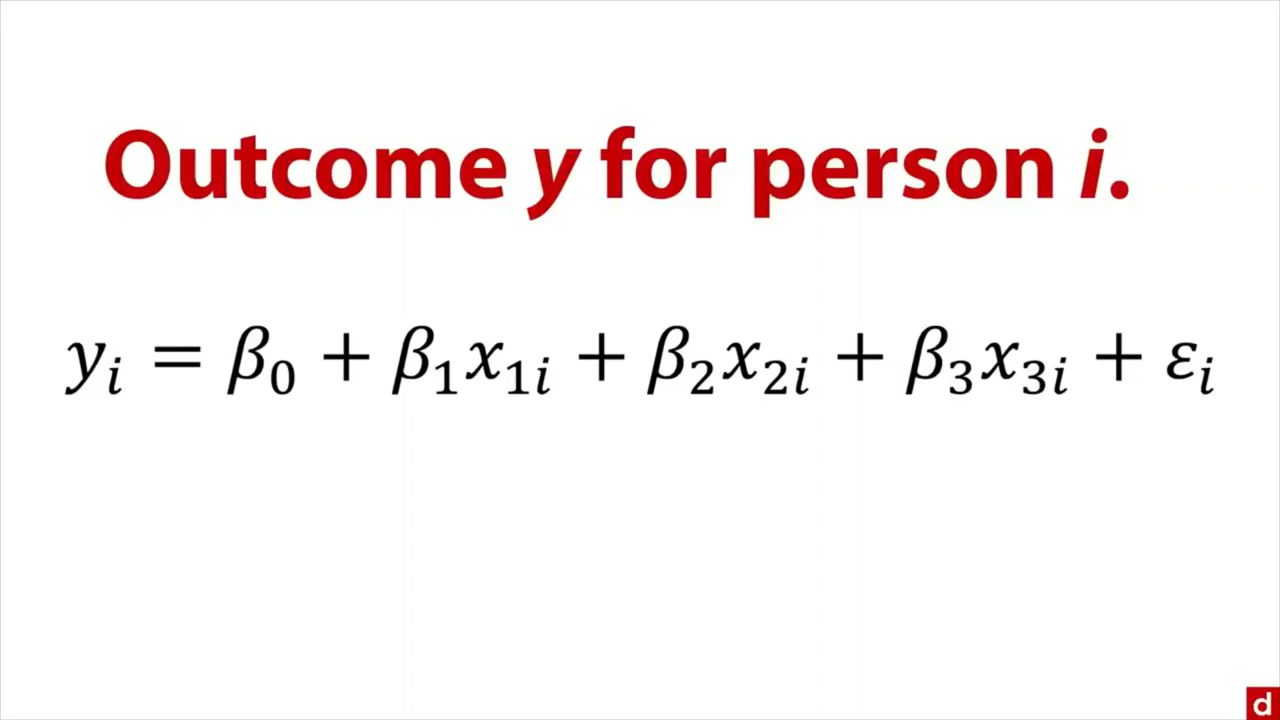 Outcome y for person i.
yᵢ = β₀ + β₁x₁ᵢ + β₂x₂ᵢ + β₃x₃ᵢ + εᵢ
d